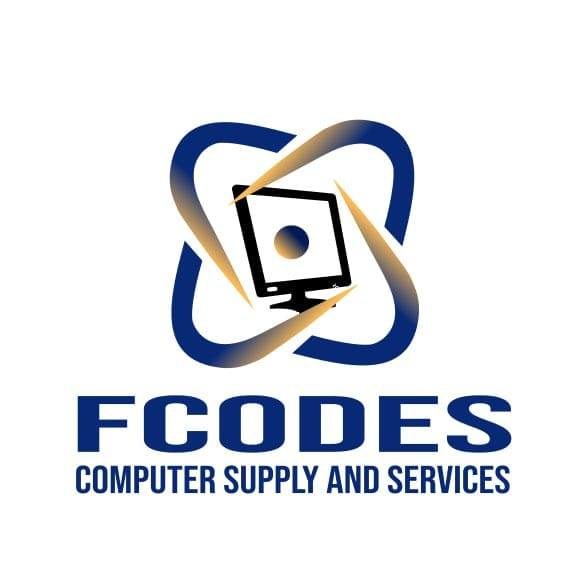 FCODES
COMPUTER SUPPLY AND SERVICES